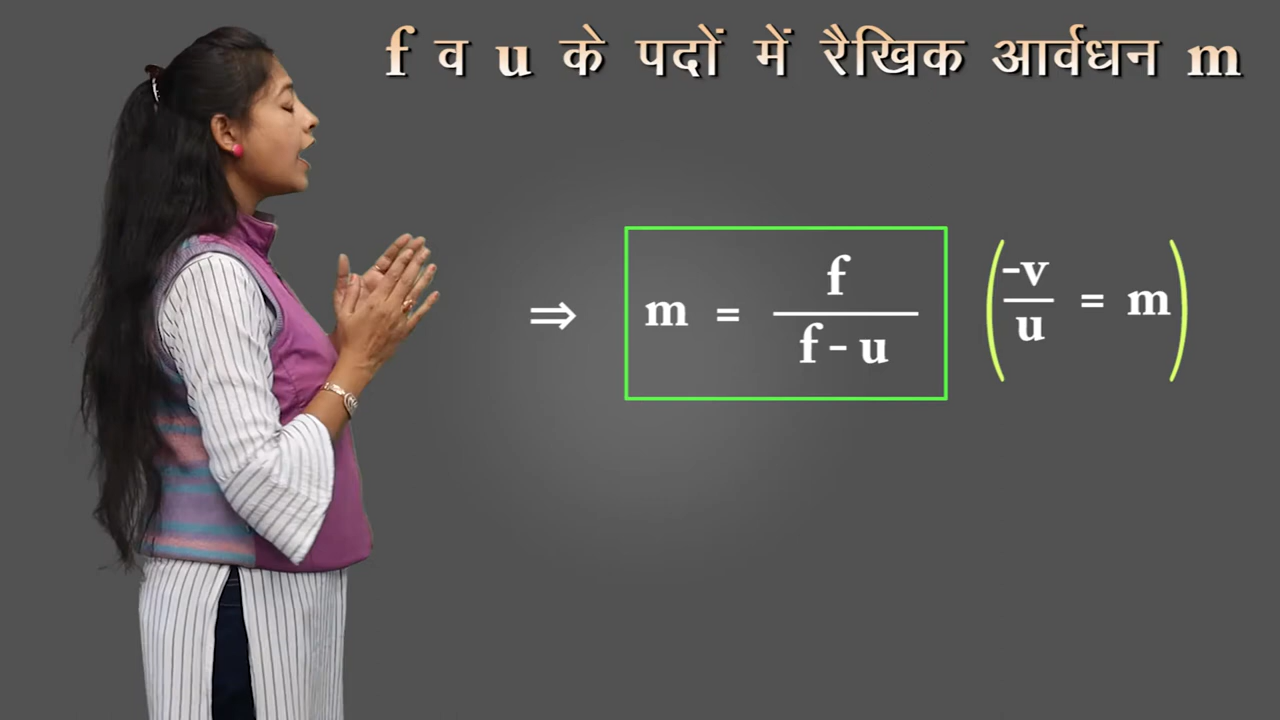 f व u के पदों में रैखिक आर्वधन m
⇒ m = f / f - u (-v / u = m)